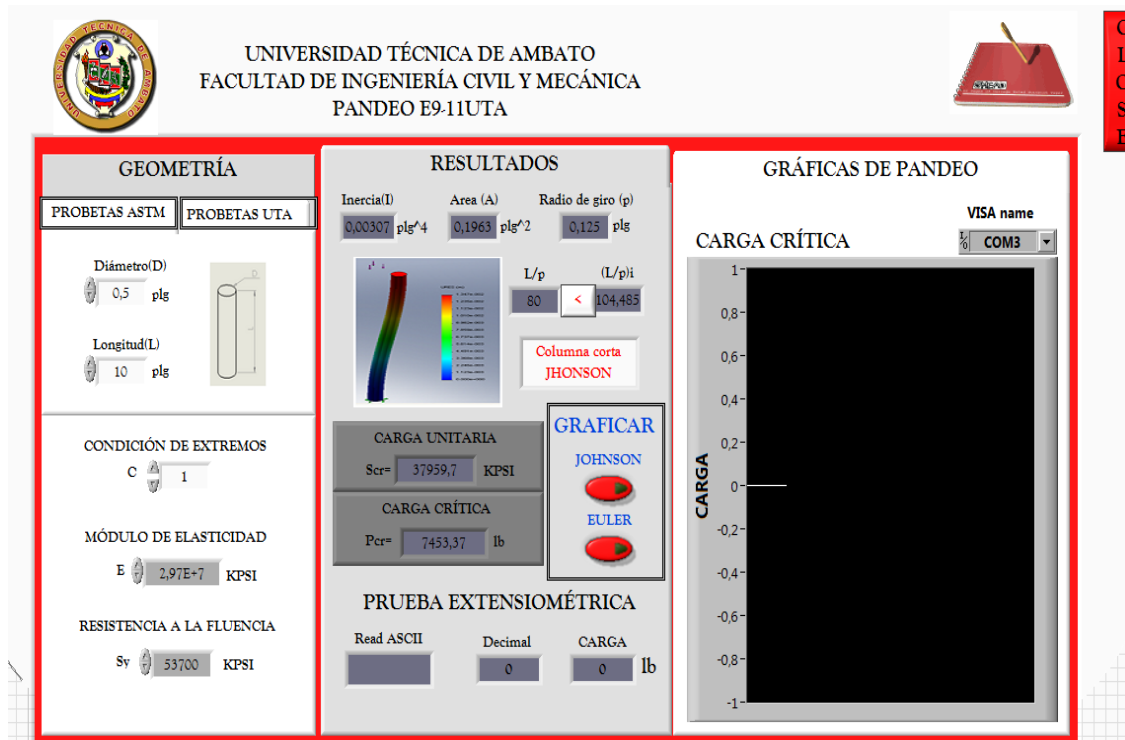 UNIVERSIDAD TÉCNICA DE AMBATO
UNIVERSIDAD TÉCNICA DE AMBATO
FACULTAD DE INGENIERÍA CIVIL Y MECÁNICA
PANDEO E9-11UTA
GEOMETRÍA
PROBETAS ASTM
PROBETAS UTA
Diámetro(D)
0,5 plg
Longitud(L)
10 plg
D
L
CONDICIÓN DE EXTREMOS
C 1
MÓDULO DE ELASTICIDAD
E 2,97E+7 KPSI
RESISTENCIA A LA FLUENCIA
Sy 53700 KPSI
RESULTADOS
Inercia(I) Area (A) Radio de giro (p)
0,00307 plg^4 0,1963 plg^2 0,125 plg
L/p (L/p)i
80 < 104,485
Columna corta
JHONSON
CARGA UNITARIA
Scr= 37959,7 KPSI
CARGA CRÍTICA
Pcr= 7453,37 lb
GRAFICAR
JOHNSON
EULER
PRUEBA EXTENSIOMÉTRICA
Read ASCII Decimal CARGA
0 0 lb
GRÁFICAS DE PANDEO
VISA name
CARGA CRÍTICA
I/O COM3
CARGA
1
0,8
0,6
0,4
0,2
0
-0,2
-0,4
-0,6
-0,8
-1